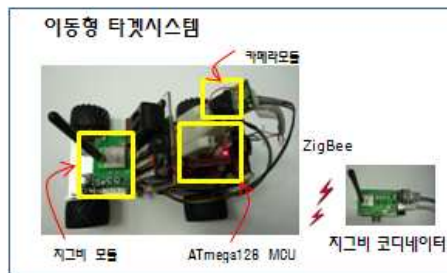 이동형 타겟시스템
카메라모듈
ZigBee
지그비 모듈
ATmega128 MCU
지그비 코디네이터